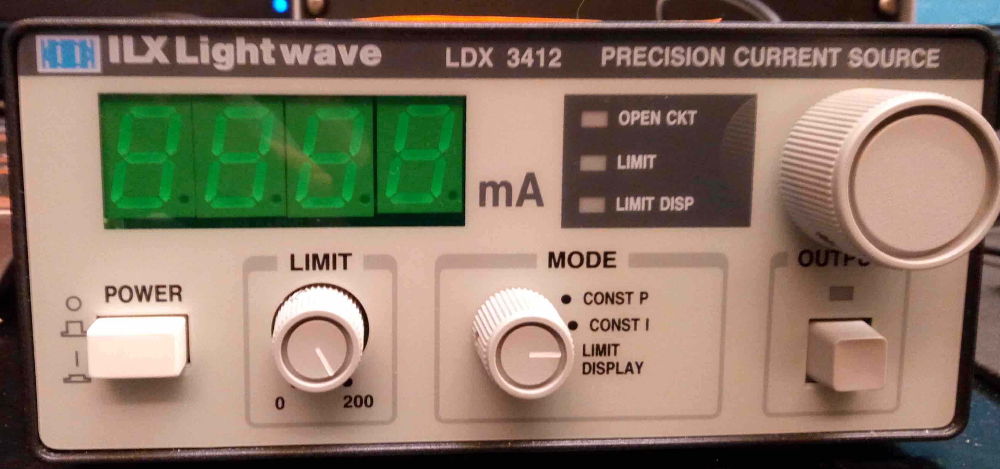 ILX Lightwave LDX 3412 PRECISION CURRENT SOURCE
mA
OPEN CKT
LIMIT
LIMIT DISP
POWER
LIMIT
0 200
MODE
CONST P
CONST I
LIMIT
DISPLAY